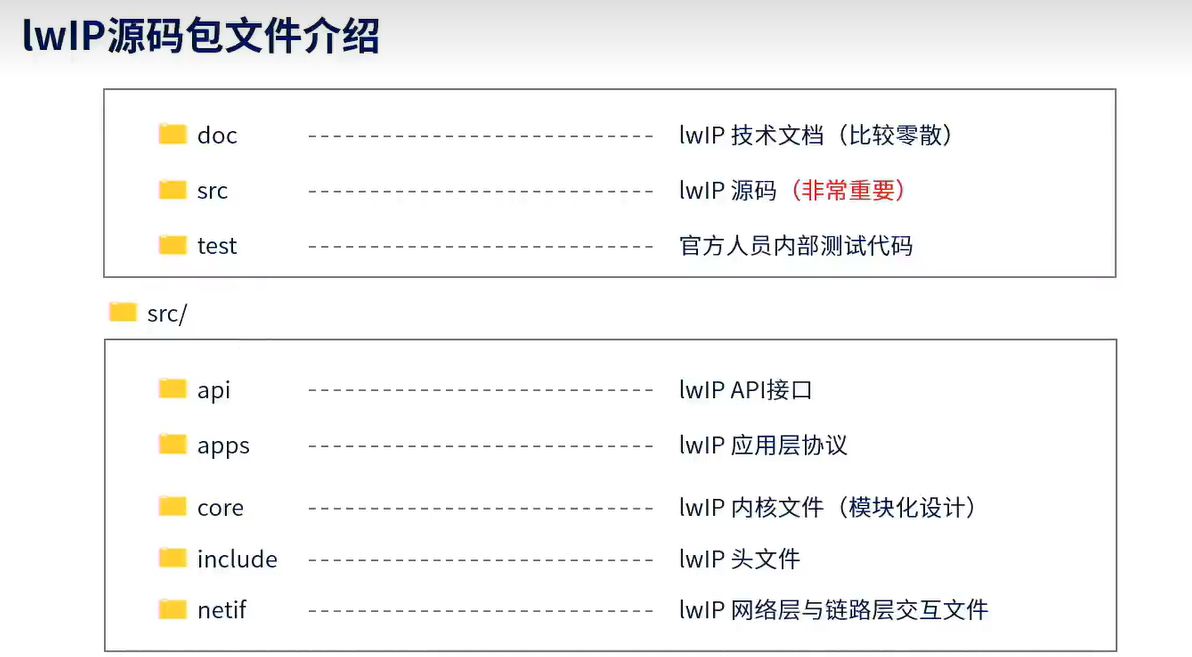 lwIP源码包文件介绍
doc lwIP 技术文档（比较零散）
src lwIP 源码（非常重要）
test 官方人员内部测试代码
src/
api lwIP API接口
apps lwIP 应用层协议
core lwIP 内核文件（模块化设计）
include lwIP 头文件
netif lwIP 网络层与链路层交互文件